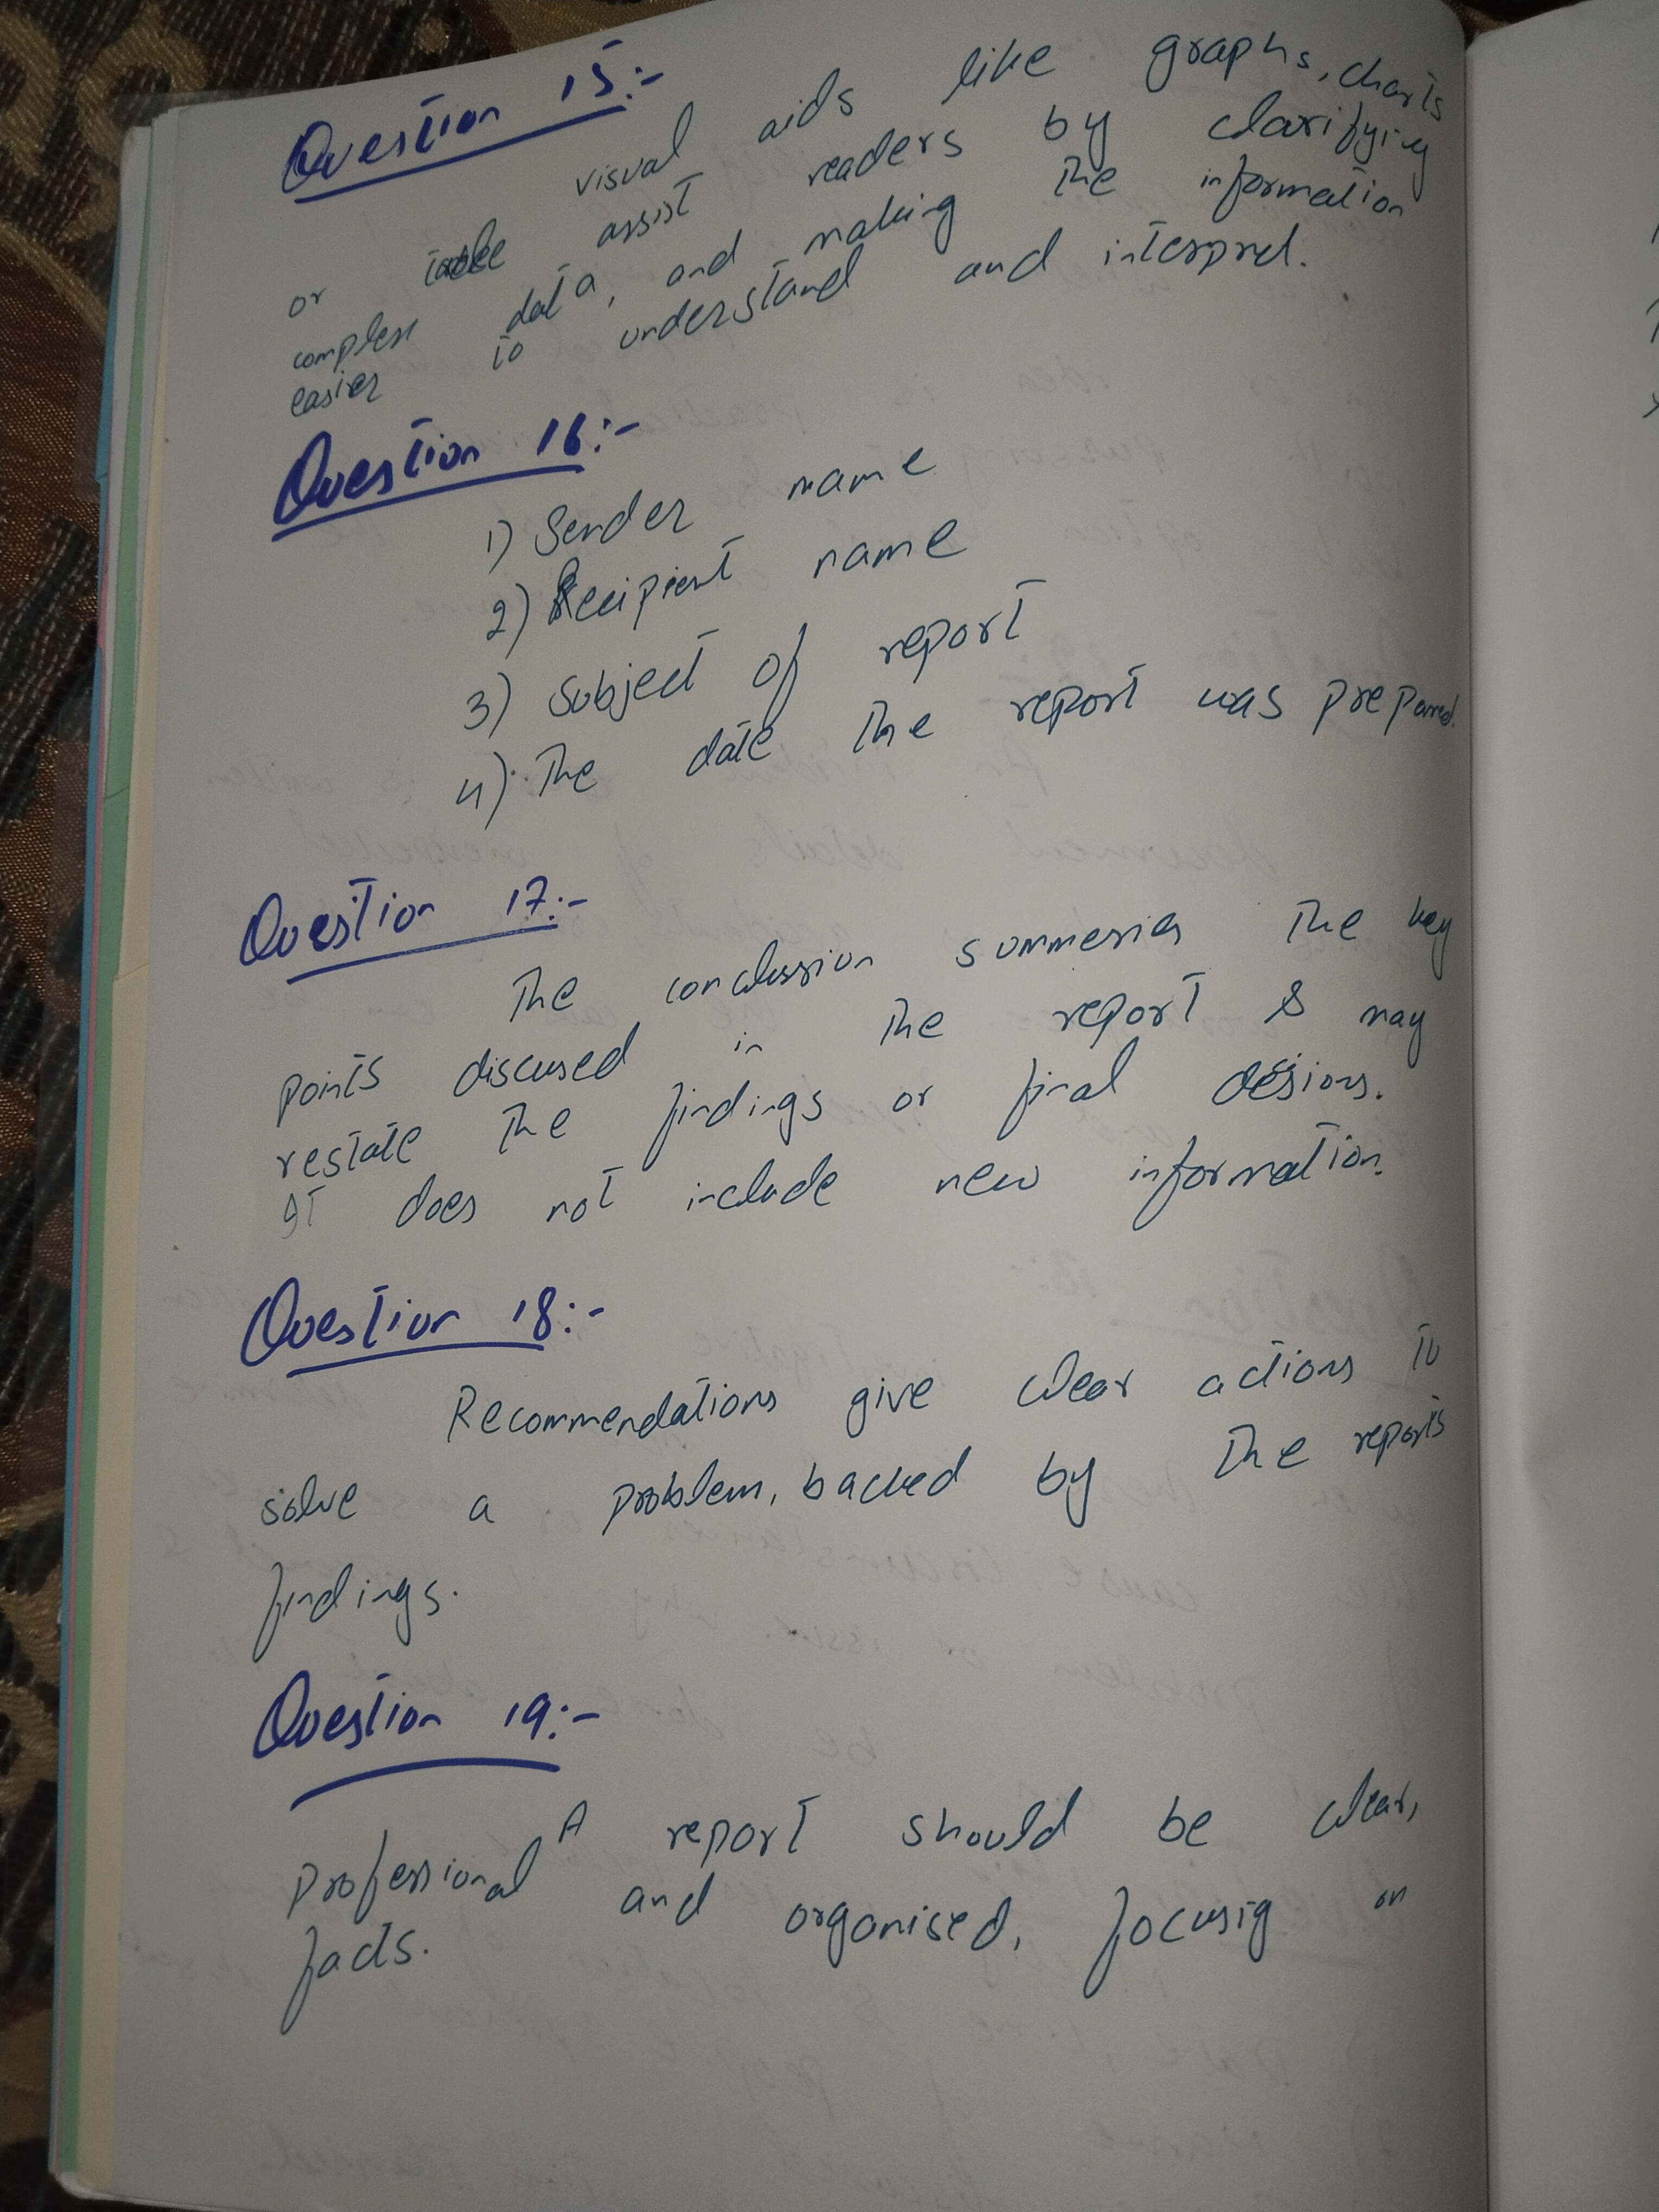 Question 15:-
visual aids like graphs, charts
or table assist readers by clarifying
complex data, and making the information
easier to understand and interpret.
Question 16:-
1) Sender name
2) Recipient name
3) Subject of report
4) The date the report was prepared.
Question 17:-
The conclussion summeries the key
points discused in the report & may
restate the findings or final desions.
It does not include new information.
Question 18:-
Recommendations give clear actions to
solve a problem, backed by the reports
findings.
Question 19:-
A report should be clear,
professional and organised, focusig on
facts.